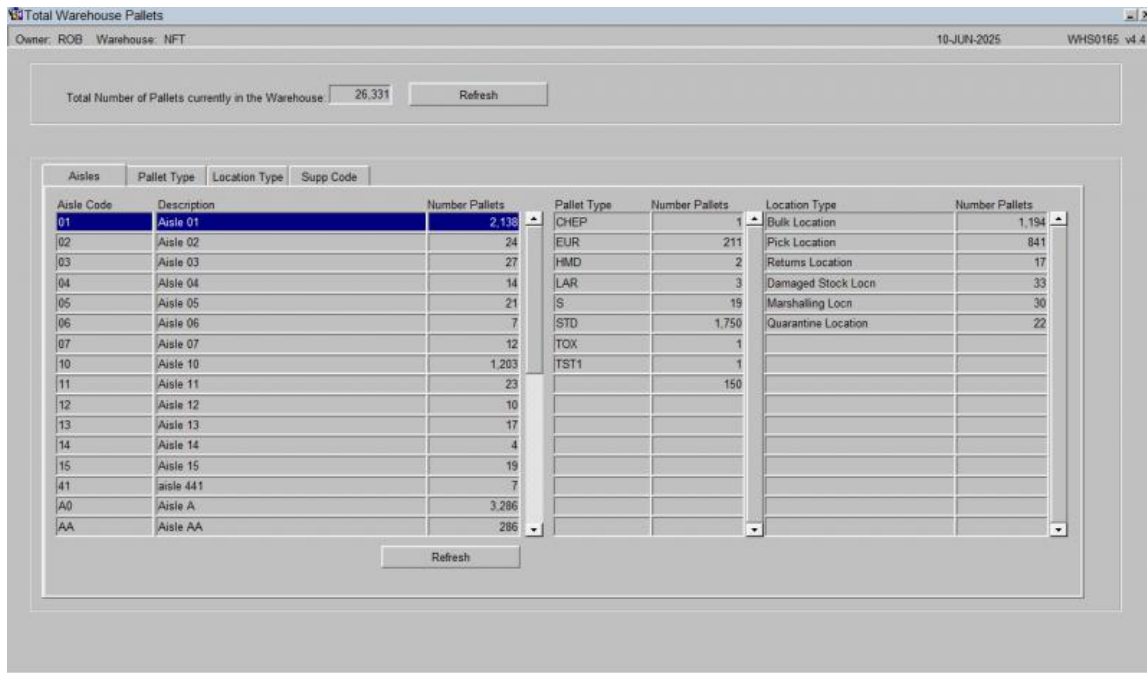 Total Warehouse Pallets
Owner: ROB Warehouse: NFT 10-JUN-2025 WHS0165 v4.4
Total Number of Pallets currently in the Warehouse: 26,331 Refresh
Aisles Pallet Type Location Type Supp Code
Aisle Code Description Number Pallets Pallet Type Number Pallets Location Type Number Pallets
01 Aisle 01 2,138 CHEP 1 Bulk Location 1,194
02 Aisle 02 24 EUR 211 Pick Location 841
03 Aisle 03 27 HMD 2 Returns Location 17
04 AIsle 04 14 LAR 3 Damaged Stock Locn 33
05 Aisle 05 21 S 19 Marshalling Locn 30
06 Aisle 06 7 STD 1,750 Quarantine Location 22
07 Aisle 07 12 TOX 1
10 Aisle 10 1,203 TST1 1
11 Aisle 11 23 150
12 Aisle 12 10
13 Aisle 13 17
14 Aisle 14 4
15 Aisle 15 19
41 aisle 441 7
A0 Aisle A 3,286
AA Aisle AA 286
Refresh